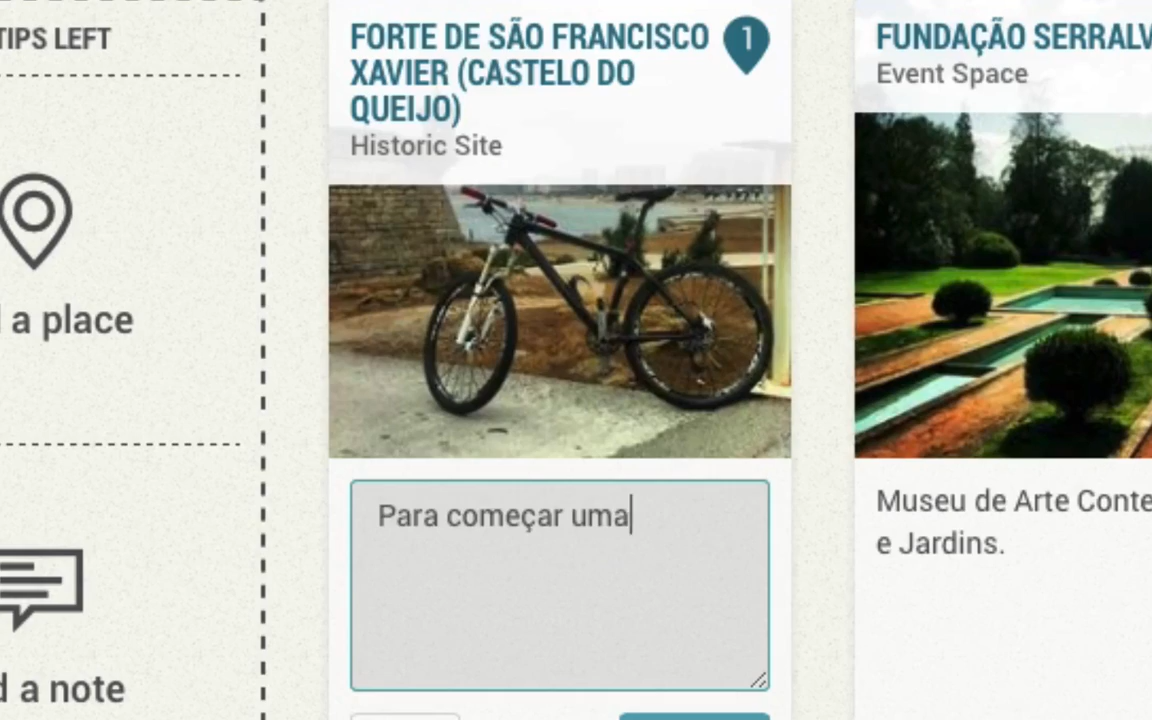 TIPS LEFT
a place
a note
FORTE DE SÃO FRANCISCO
XAVIER (CASTELO DO
QUEIJO)
Historic Site
1
Para começar uma
FUNDAÇÃO SERRALV
Event Space
Museu de Arte Conte
e Jardins.